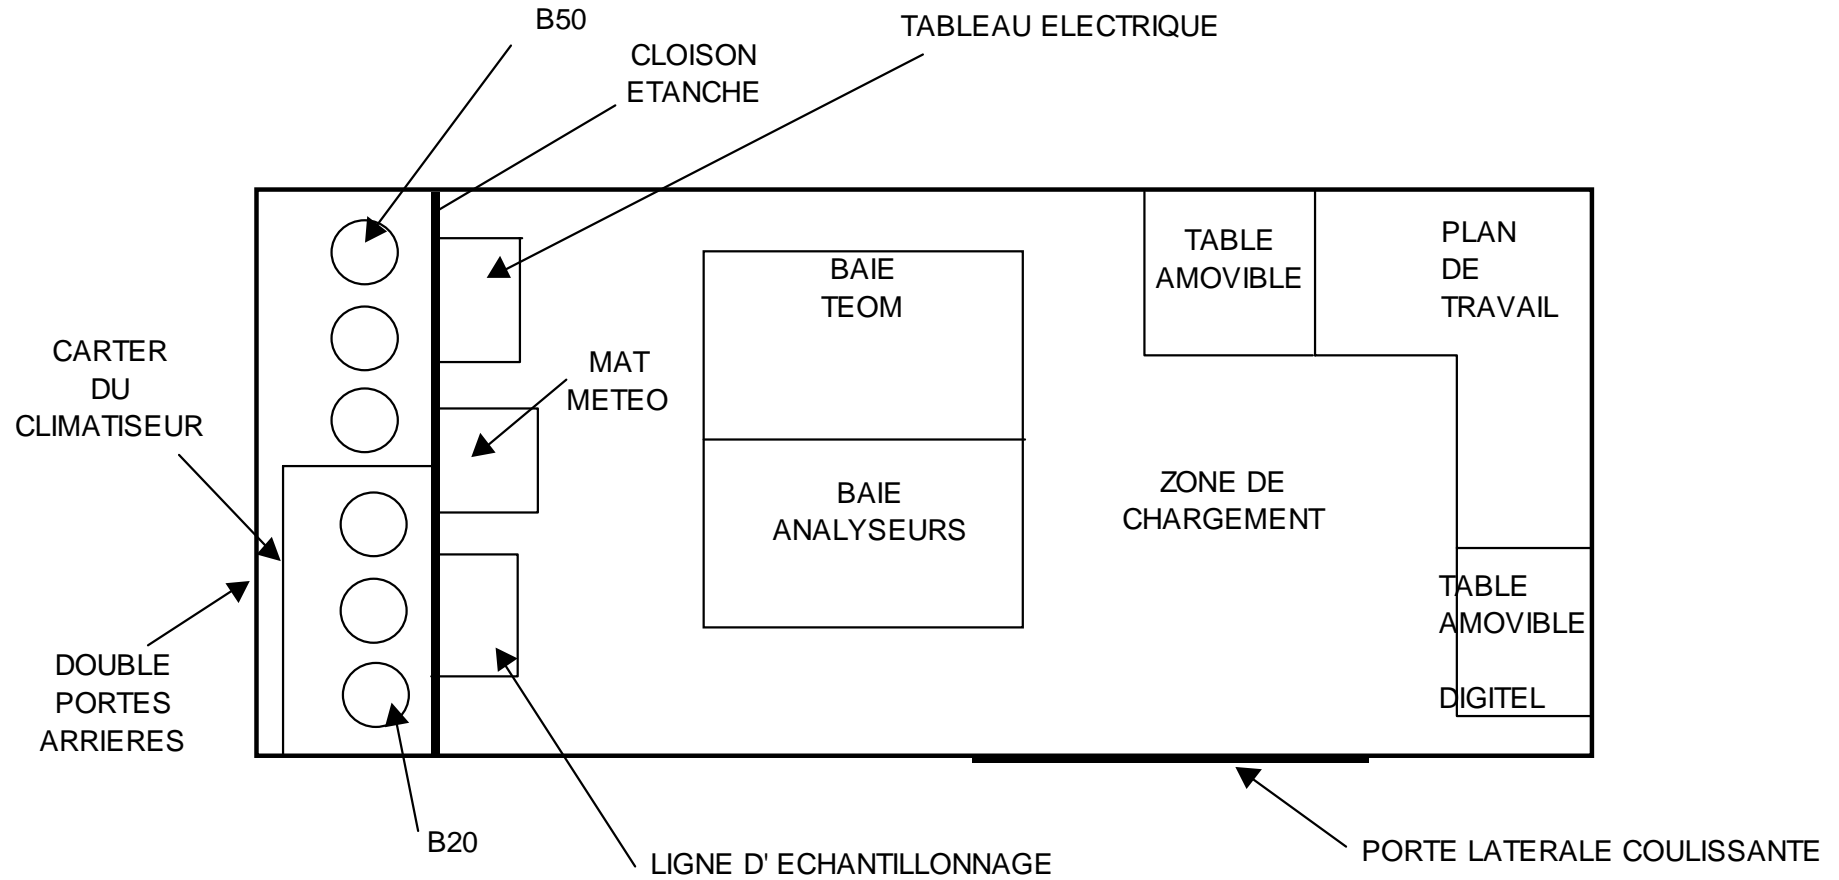 B50
TABLEAU ELECTRIQUE
CLOISON
ETANCHE
PLAN
DE
TRAVAIL
TABLE
AMOVIBLE
BAIE
TEOM
CARTER
DU
CLIMATISEUR
MAT
METEO
BAIE
ANALYSEURS
ZONE DE
CHARGEMENT
TABLE
AMOVIBLE
DIGITEL
DOUBLE
PORTES
ARRIERES
B20
LIGNE D' ECHANTILLONNAGE
PORTE LATERALE COULISSANTE